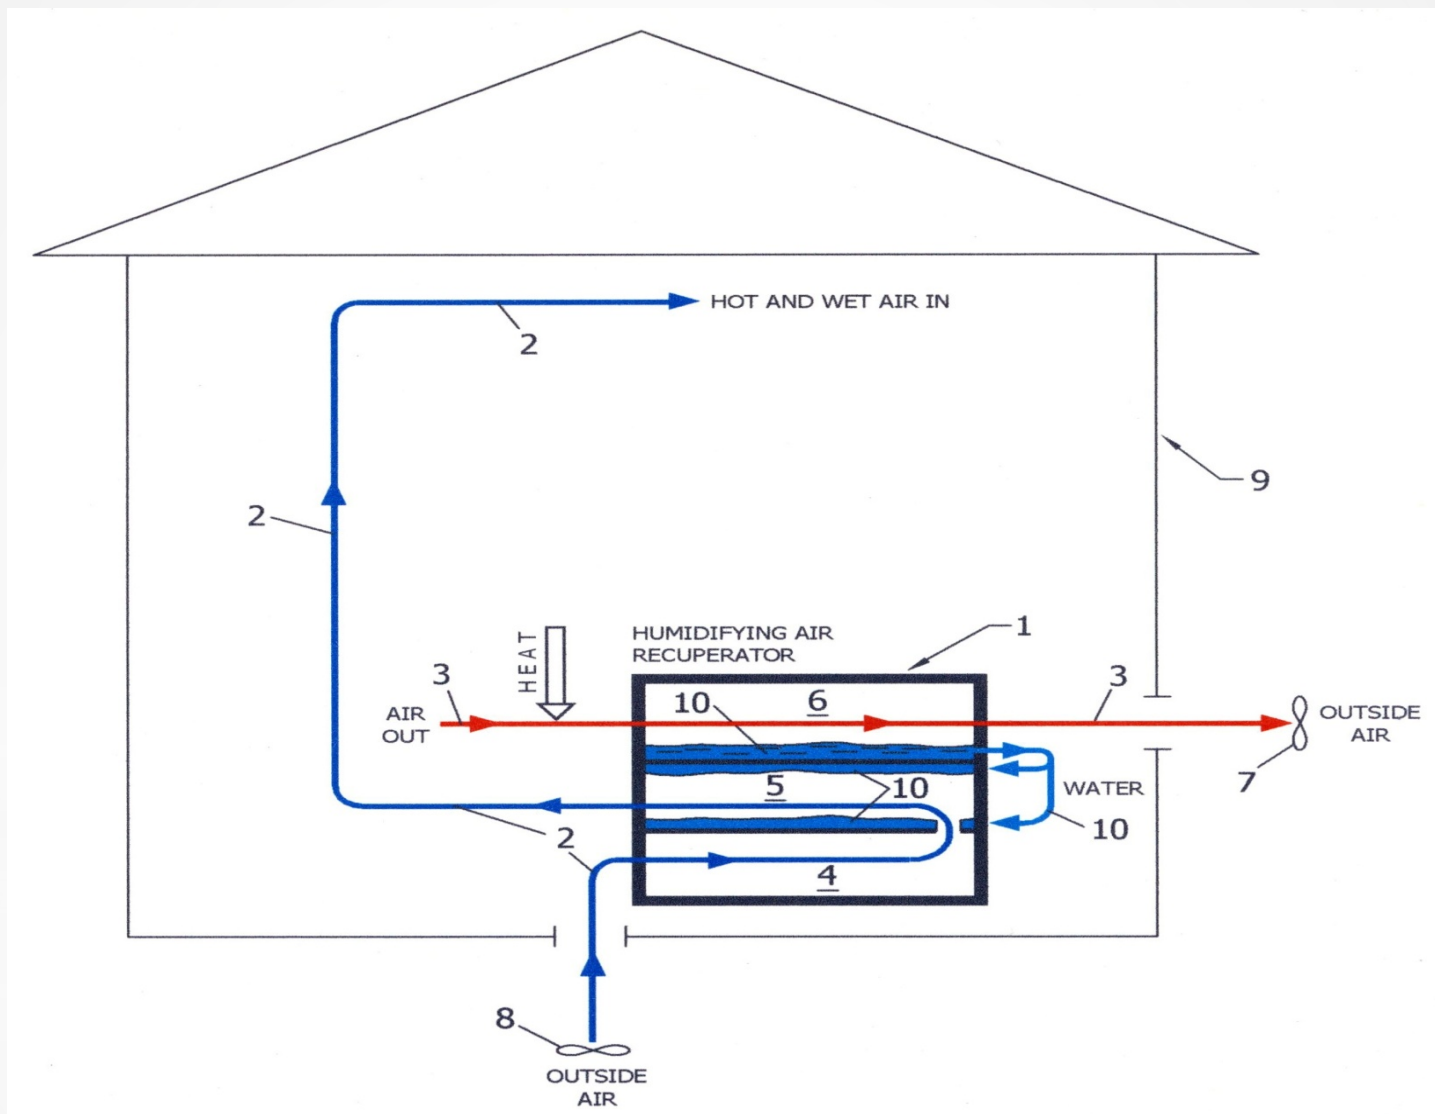 HOT AND WET AIR IN
2
9
2
HUMIDIFYING AIR
RECUPERATOR
1
HEAT
3
AIR
OUT
10
6
3
OUTSIDE
AIR
7
5
10
WATER
10
2
4
8
OUTSIDE
AIR